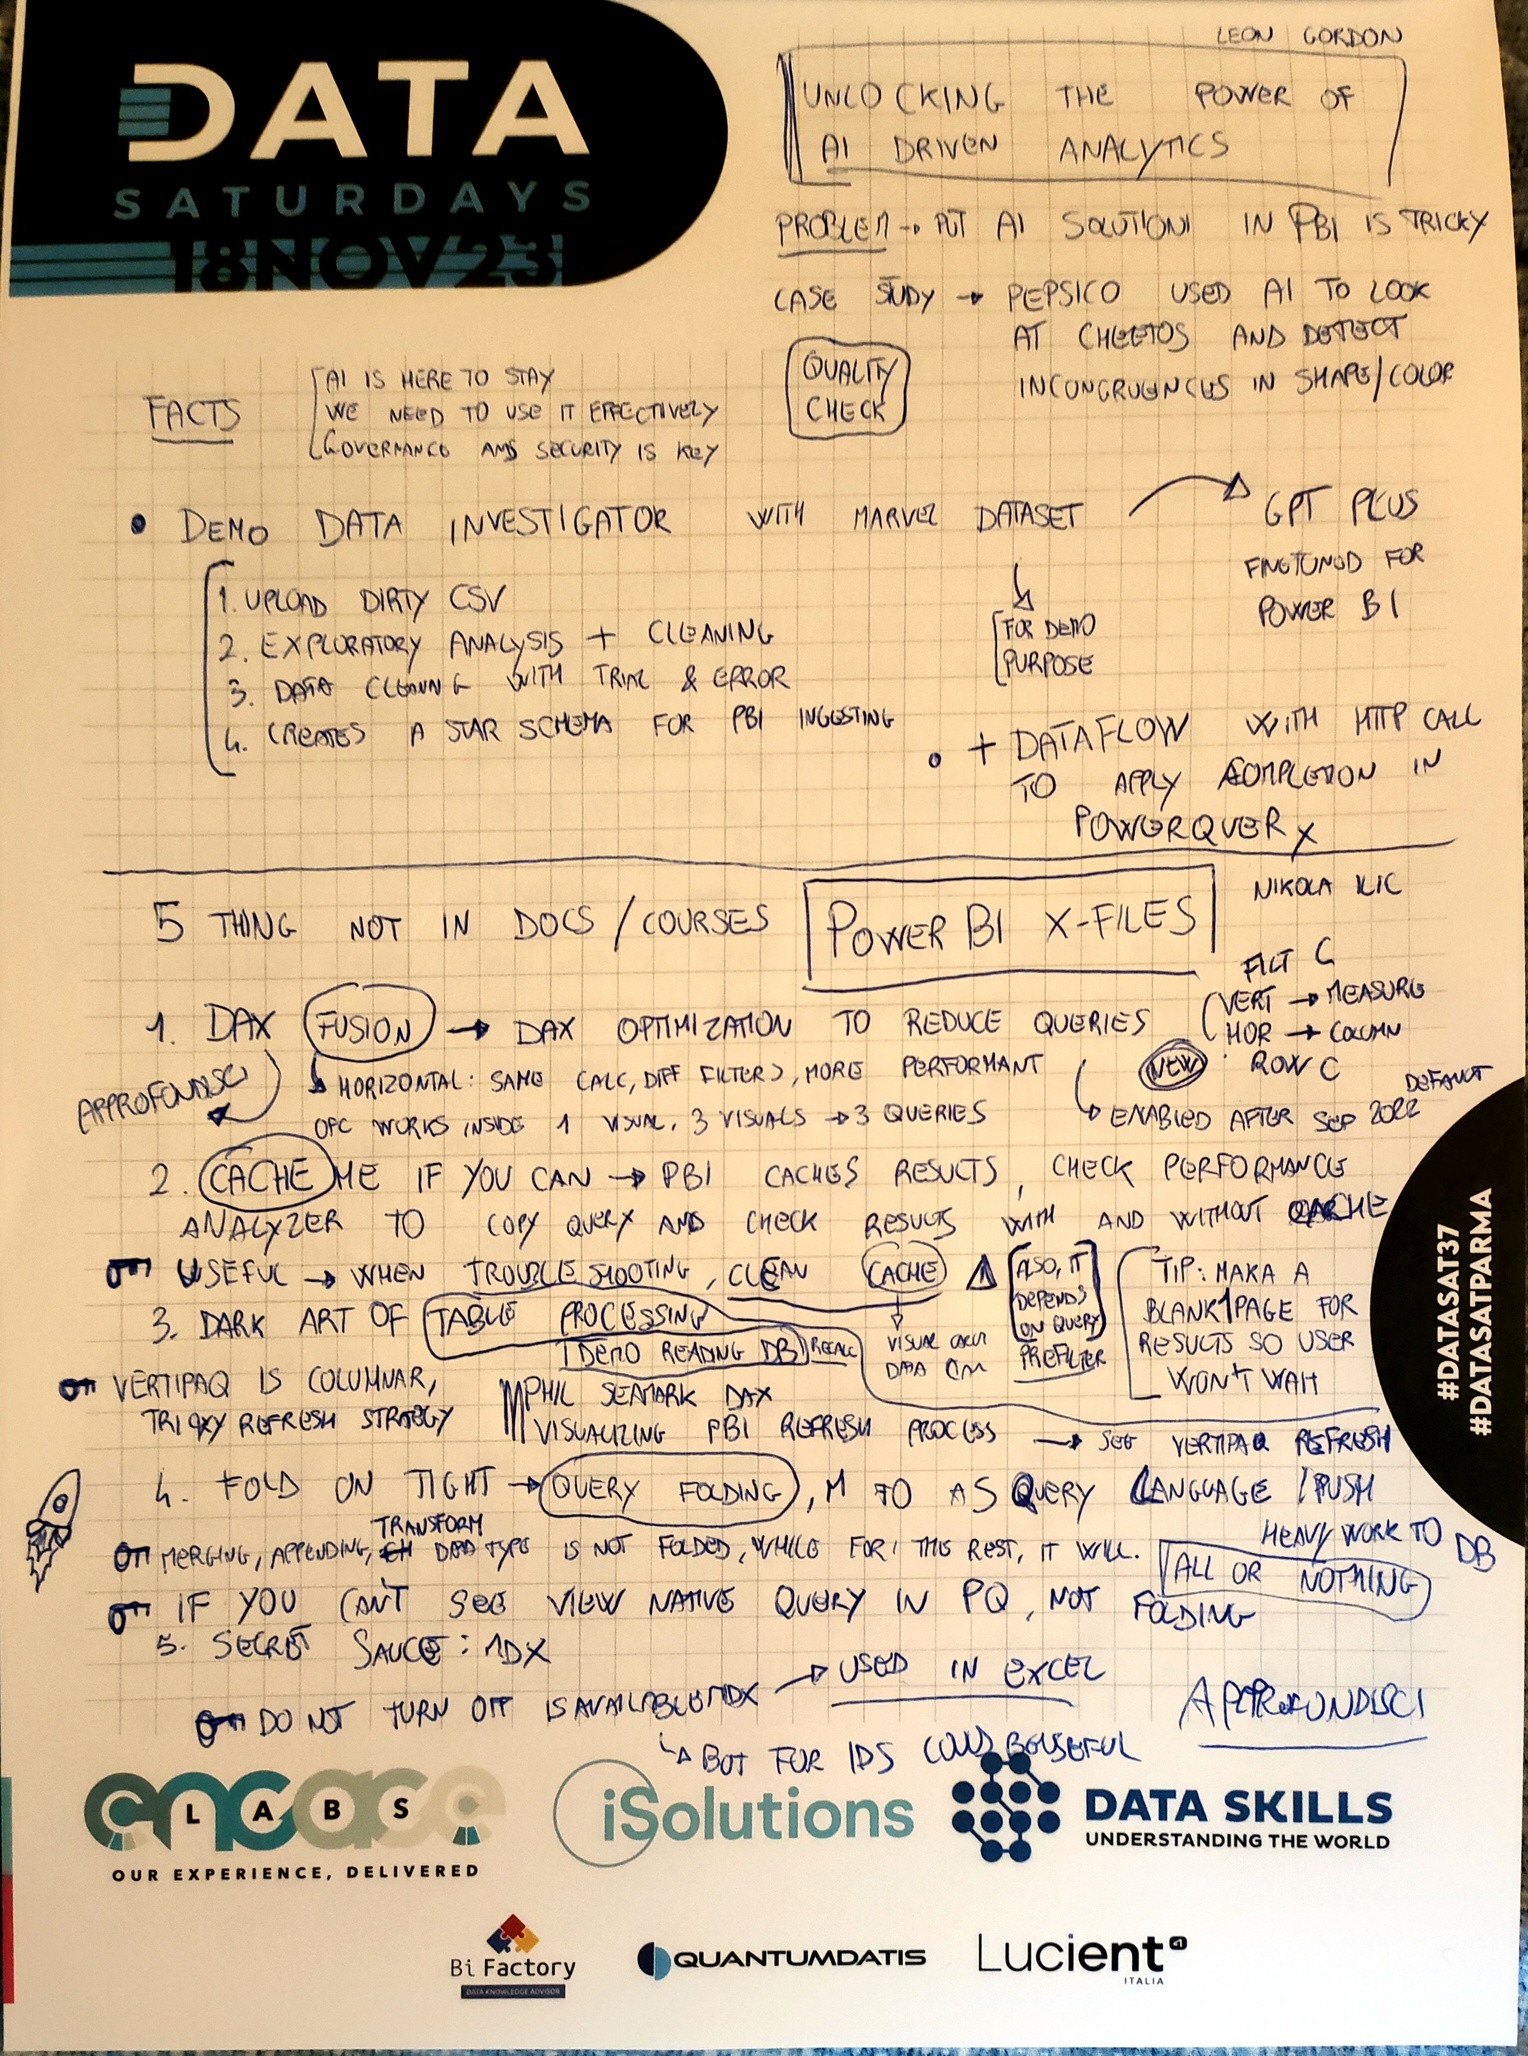 DATA
SATURDAYS
18NOV23
LEON GORDON
UNLOCKING THE POWER OF
AI DRIVEN ANALYTICS
PROBLEM → PUT AI SOLUTION IN PBI IS TRICKY
CASE STUDY → PEPSICO USED AI TO LOOK
AT CHEETOS AND DETECT
INCONGRUENCES IN SHAPE/COLOR
QUALITY
CHECK
FACTS
AI IS HERE TO STAY
WE NEED TO USE IT EFFECTIVELY
GOVERNANCE AND SECURITY IS KEY
• DEMO DATA INVESTIGATOR WITH MARVEL DATASET → GPT PLUS
FINETUNED FOR
POWER BI
FOR DEMO
PURPOSE
1. UPLOAD DIRTY CSV
2. EXPLORATORY ANALYSIS + CLEANING
3. DATA CLEANNG WITH TRIAL & ERROR
4. CREATES A STAR SCHEMA FOR PBI INGESTING
• + DATAFLOW WITH HTTP CALL
TO APPLY COMPLETION IN
POWERQUERY
5 THING NOT IN DOCS/COURSES
POWER BI X-FILES
NIKOLA ILIC
1. DAX FUSION → DAX OPTIMIZATION TO REDUCE QUERIES
FILT C
VERT → MEASURE
HOR → COLUMN
ROW C
NEW
APPROFONDISCI
HORIZONTAL: SAME CALC, DIFF FILTERS, MORE PERFORMANT
DEFAULT
ENABLED AFTER SEP 2022
WORKS INSIDE 1 VISUAL. 3 VISUALS → 3 QUERIES
2. CACHE ME IF YOU CAN → PBI CACHES RESULTS, CHECK PERFORMANCE
ANALYZER TO COPY QUERY AND CHECK RESULTS WITH AND WITHOUT CACHE
USEFUL → WHEN TROUBLESHOOTING, CLEAN CACHE
VISUAL
DATA
ALSO, IT
DEPENDS
ON QUERY
PREFILTER
TIP: MAKA A
BLANK 1PAGE FOR
RESULTS SO USER
WON'T WAIT
3. DARK ART OF TABLE PROCESSING
DEMO READING DB RECALC
VERTIPAQ IS COLUMNAR,
TRICKY REFRESH STRATEGY
PHIL SEAMARK DAX
VISUALIZING PBI REFRESH PROCESS → SEE VERTIPAQ REFRESH
4. FOLD ON TIGHT → QUERY FOLDING, M TO A SQUERY LANGUAGE / PUSH
HEAVY WORK TO DB
TRANSFORM
MERGING, APPENDING, DATA TYPE IS NOT FOLDED, WHILE FOR THE REST, IT WILL.
ALL OR NOTHING
IF YOU CAN'T SEE VIEW NATIVE QUERY IN PQ, NOT FOLDING
5. SECRET SAUCE: MDX
DO NOT TURN OFF ISAVAILABLEMDX → USED IN EXCEL
BUT FOR IDS COULD BE USEFUL
APPROFONDISCI
#DATASAT37
#DATASATPARMA
encase
LABS
OUR EXPERIENCE, DELIVERED
iSolutions
DATA SKILLS
UNDERSTANDING THE WORLD
Bi Factory
DATA KNOWLEDGE ADVISOR
QUANTUMDATIS
Lucient
ITALIA